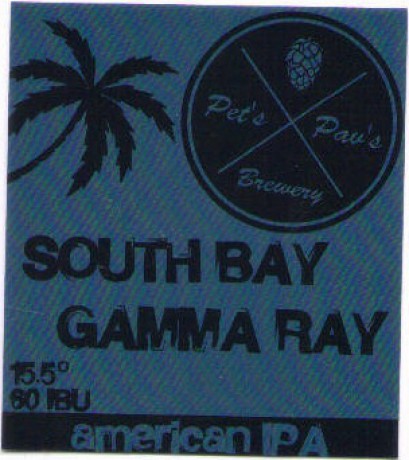 Pet's
Pav's
Brewery
SOUTH BAY
GAMMA RAY
15.5°
60 IBU
american IPA